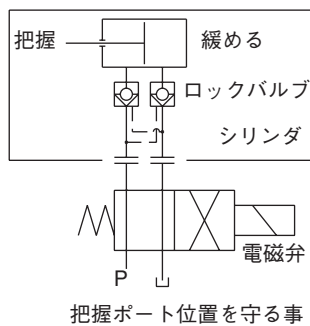 把握 緩める
ロックバルブ
シリンダ
電磁弁
P
把握ポート位置を守る事